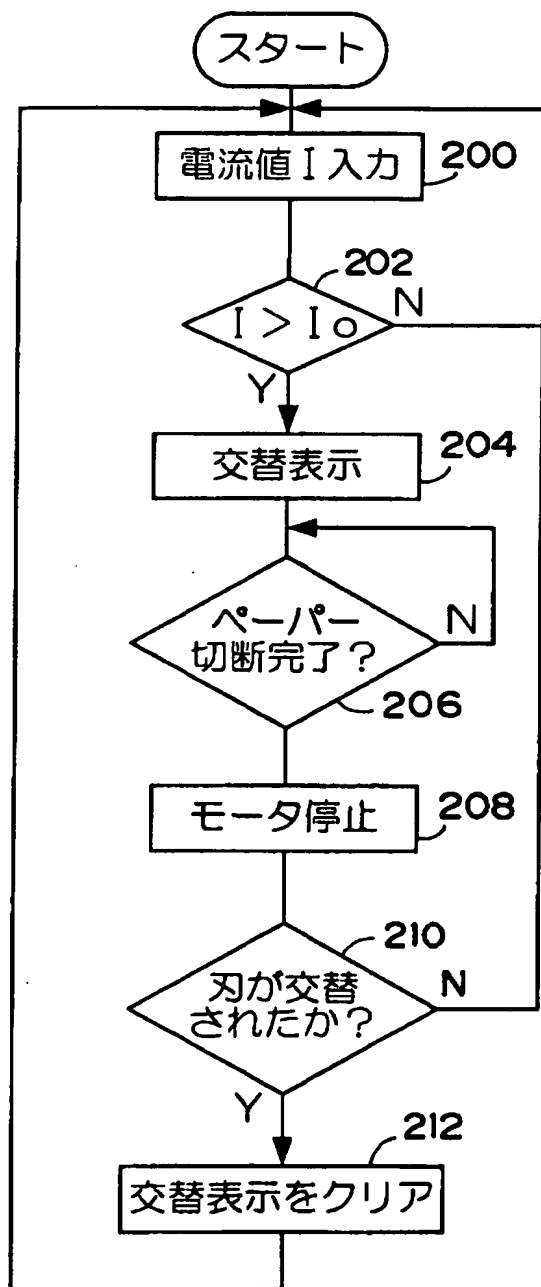 スタート
電流値Ｉ入力
200
202
Ｉ＞Ｉｏ
N
Y
交替表示
204
ペーパー
切断完了？
N
206
モータ停止
208
210
刃が交替
されたか？
N
Y
212
交替表示をクリア